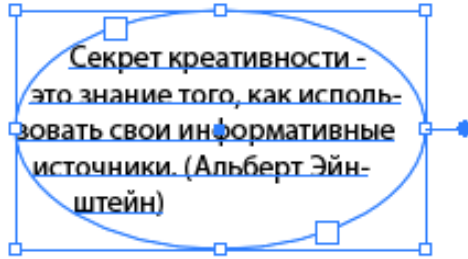 Секрет креативности -
это знание того, как исполь-
зовать свои информативные
источники. (Альберт Эйн-
штейн)